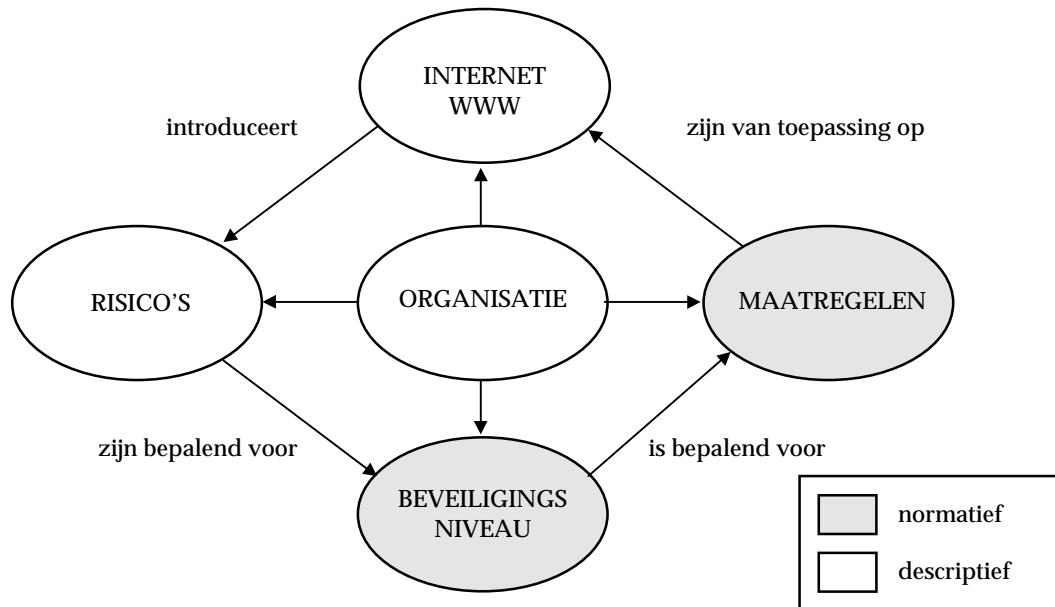 INTERNET
WWW
introduceert
zijn van toepassing op
RISICO'S
ORGANISATIE
MAATREGELEN
zijn bepalend voor
is bepalend voor
BEVEILIGINGS
NIVEAU
normatief
descriptief